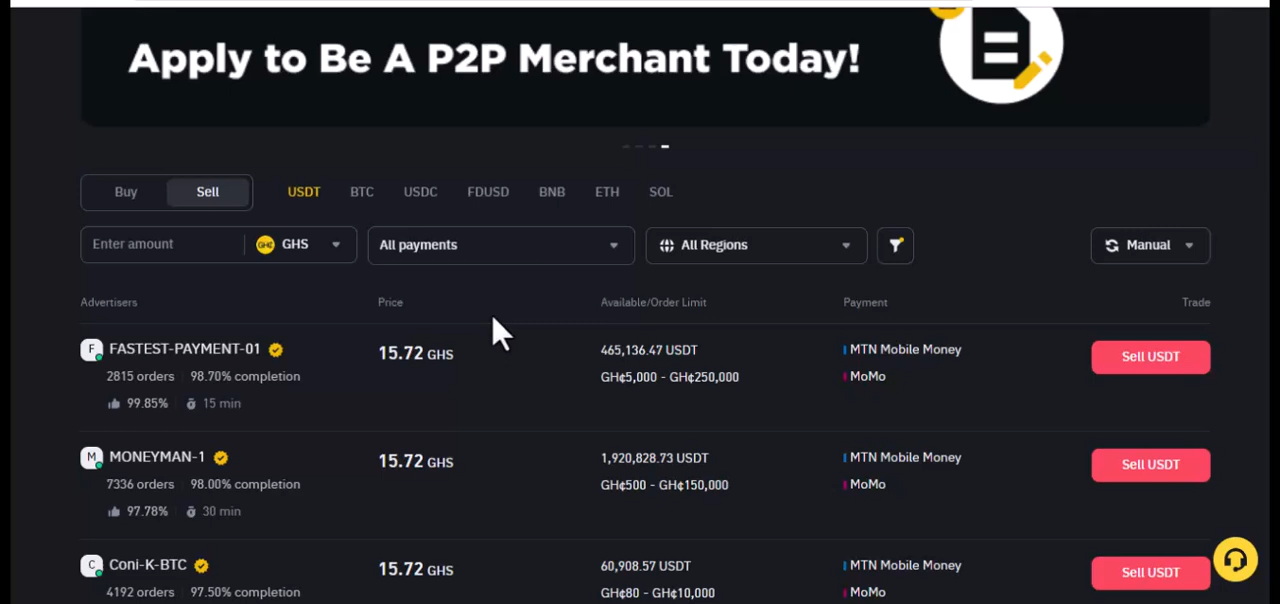 Apply to Be A P2P Merchant Today!
Buy Sell USDT BTC USDC FDUSD BNB ETH SOL
Enter amount GH¢ GHS All payments All Regions Manual
Advertisers Price Available/Order Limit Payment Trade
F FASTEST-PAYMENT-01 15.72 GHS 465,136.47 USDT MTN Mobile Money Sell USDT
2815 orders 98.70% completion GH¢5,000 - GH¢250,000 MoMo
99.85% 15 min
M MONEYMAN-1 15.72 GHS 1,920,828.73 USDT MTN Mobile Money Sell USDT
7336 orders 98.00% completion GH¢500 - GH¢150,000 MoMo
97.78% 30 min
C Coni-K-BTC 15.72 GHS 60,908.57 USDT MTN Mobile Money Sell USDT
4192 orders 97.50% completion GH¢80 - GH¢10,000 MoMo